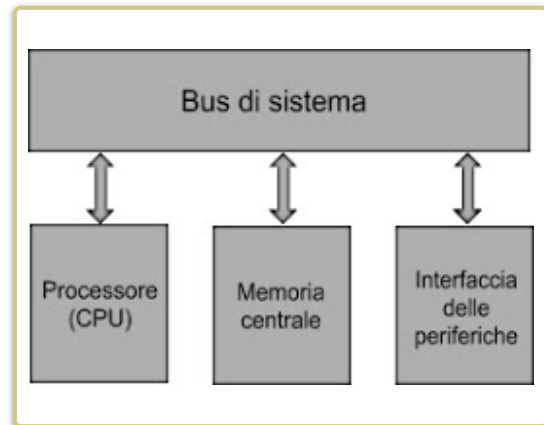 Bus di sistema
Processore
(CPU)
Memoria
centrale
Interfaccia
delle
periferiche